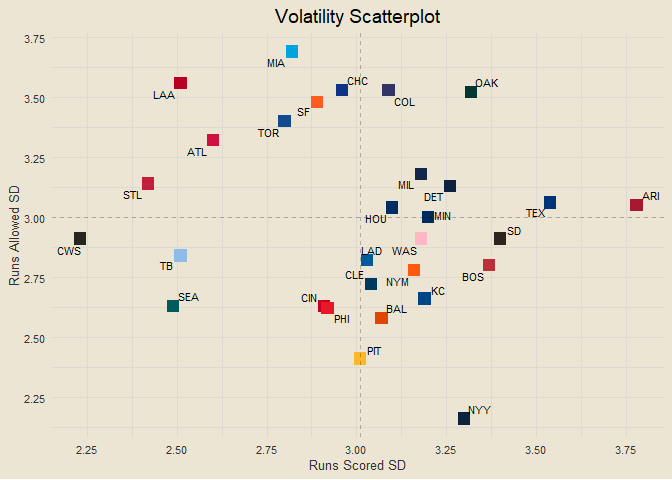 Volatility Scatterplot
3.75
MIA
LAA
CHC
OAK
3.50
COL
SF
TOR
ATL
3.25
STL
MIL
DET
ARI
TEX
HOU
MIN
3.00
SD
CWS
LAD
WAS
TB
BOS
CLE
NYM
2.75
KC
SEA
CIN
BAL
PHI
2.50
PIT
NYY
2.25
Runs Allowed SD
2.25 2.50 2.75 3.00 3.25 3.50 3.75
Runs Scored SD